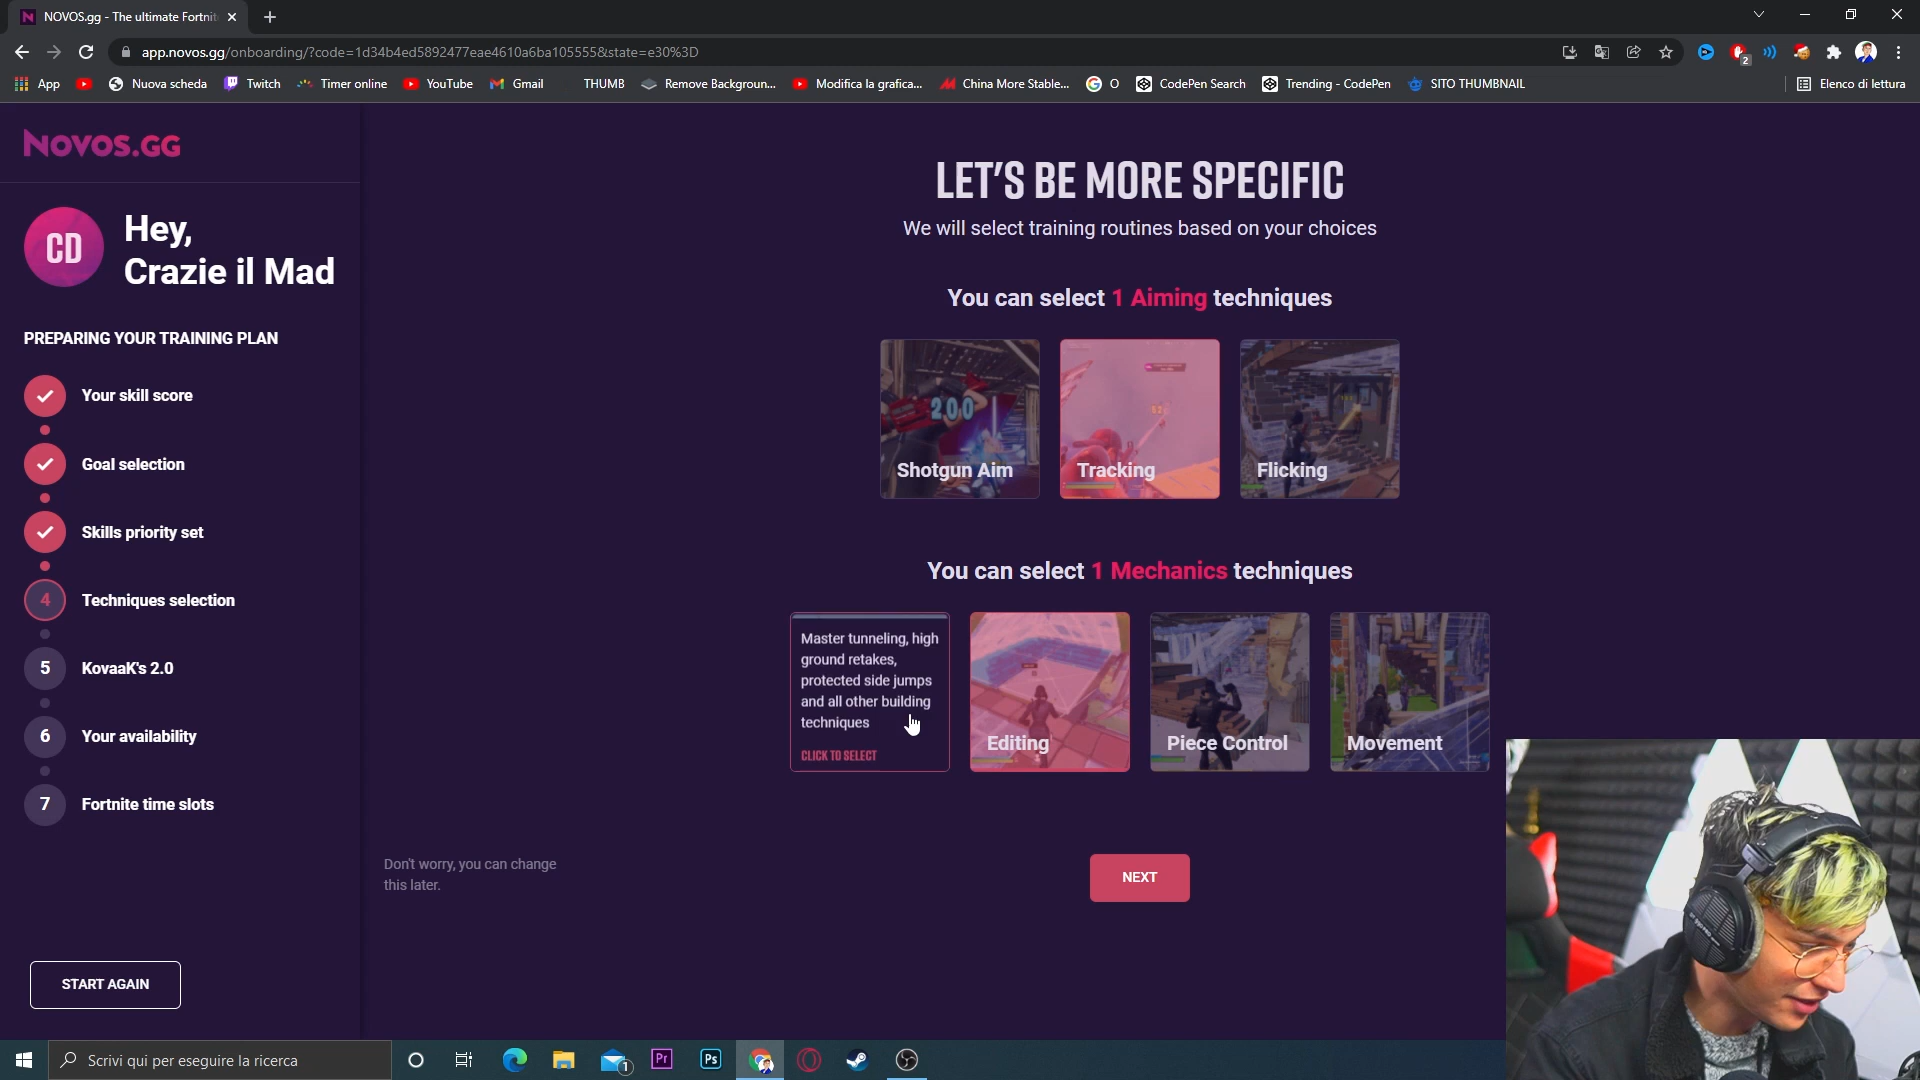 NOVOS.gg - The ultimate Fortnit
app.novos.gg/onboarding/?code=1d34b4ed5892477eae4610a6ba105555&state=e30%3D
2
App
Nuova scheda
Twitch
Timer online
YouTube
Gmail
THUMB
Remove Backgroun...
Modifica la grafica...
China More Stable...
O
CodePen Search
Trending - CodePen
SITO THUMBNAIL
Elenco di lettura
NOVOS.GG
CD
Hey,
Crazie il Mad
PREPARING YOUR TRAINING PLAN
Your skill score
Goal selection
Skills priority set
4 Techniques selection
5 KovaaK's 2.0
6 Your availability
7 Fortnite time slots
START AGAIN
LET'S BE MORE SPECIFIC
We will select training routines based on your choices
You can select 1 Aiming techniques
200
Shotgun Aim
Tracking
Flicking
You can select 1 Mechanics techniques
Master tunneling, high
ground retakes,
protected side jumps
and all other building
techniques
CLICK TO SELECT
Editing
Piece Control
Movement
Don't worry, you can change
this later.
NEXT
Scrivi qui per eseguire la ricerca
1
Pr
Ps